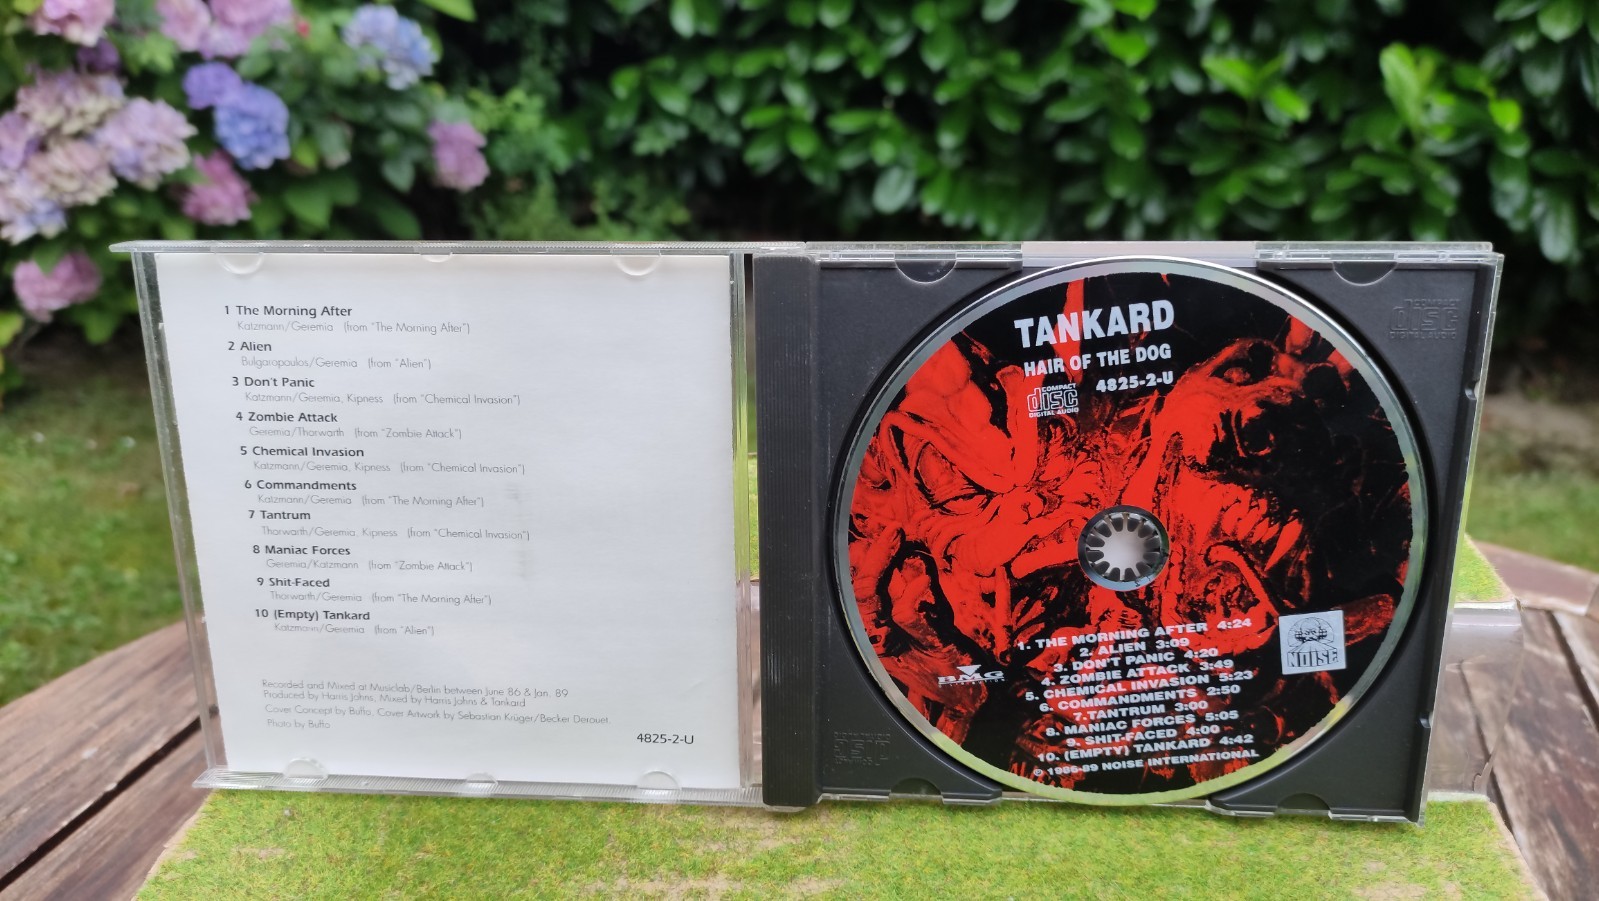 1 The Morning After
Katzmann/Geremia (from "The Morning After")
2 Alien
Bulgaropoulos/Geremia (from "Alien")
3 Don't Panic
Katzmann/Geremia, Kipness (from "Chemical Invasion")
4 Zombie Attack
Geremia/Thorwarth (from "Zombie Attack")
5 Chemical Invasion
Katzmann/Geremia, Kipness (from "Chemical Invasion")
6 Commandments
Katzmann/Geremia (from "The Morning After")
7 Tantrum
Thorwarth/Geremia, Kipness (from "Chemical Invasion")
8 Maniac Forces
Geremia/Katzmann (from "Zombie Attack")
9 Shit-Faced
Thorwarth/Geremia (from "The Morning After")
10 (Empty) Tankard
Katzmann/Geremia (from "Alien")
Recorded and Mixed at Musiclab/Berlin between June 86 & Jan. 89
Produced by Harris Johns, Mixed by Harris Johns & Tankard
Cover Concept by Buffo, Cover Artwork by Sebastian Krüger/Becker Derouet.
Photo by Buffo
4825-2-U
TANKARD
HAIR OF THE DOG
COMPACT
disc
DIGITAL AUDIO
4825-2-U
1. THE MORNING AFTER 4:24
2. ALIEN 3:09
3. DON'T PANIC 4:20
4. ZOMBIE ATTACK 3:49
5. CHEMICAL INVASION 5:23
6. COMMANDMENTS 2:50
7. TANTRUM 3:00
8. MANIAC FORCES 5:05
9. SHIT-FACED 4:00
10. (EMPTY) TANKARD 4:42
© 1986-89 NOISE INTERNATIONAL
BMG
NOISE
COMPACT
disc
DIGITAL AUDIO